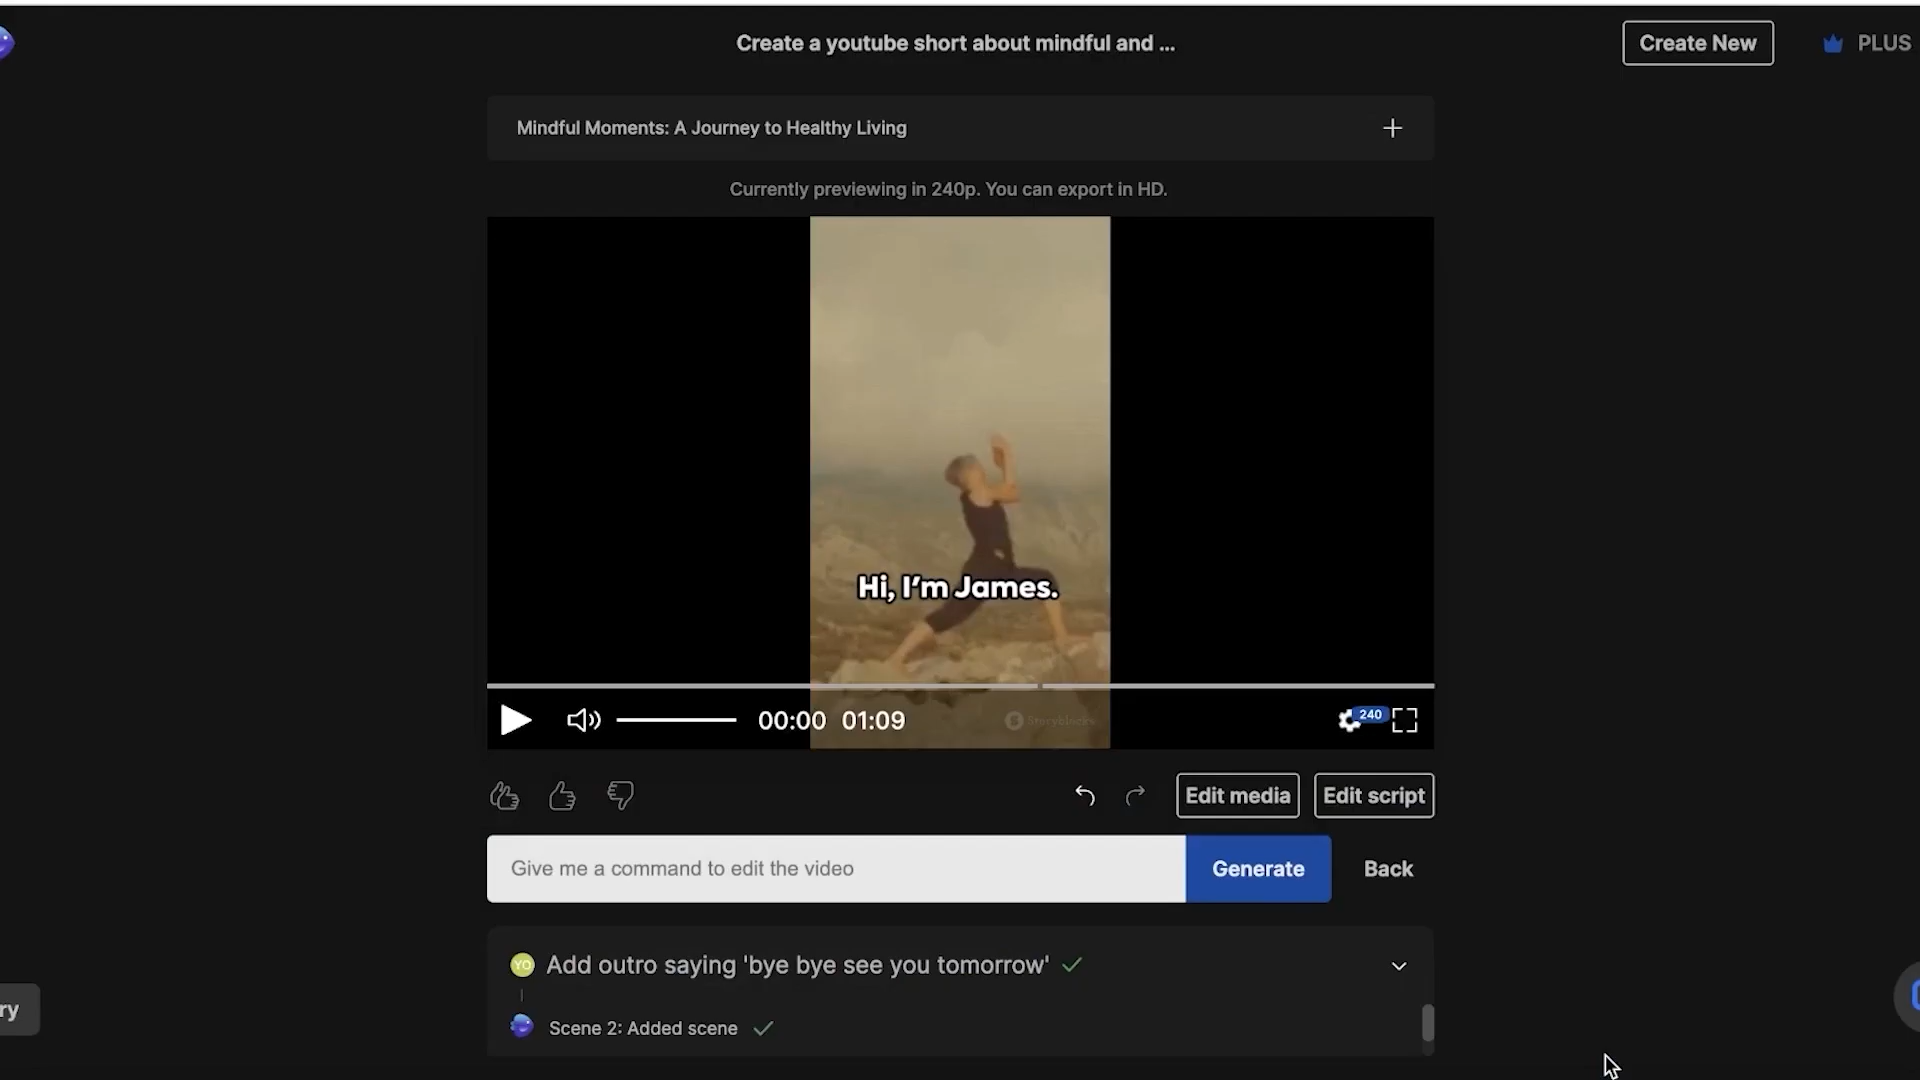 Create a youtube short about mindful and ...
Create New
PLUS
Mindful Moments: A Journey to Healthy Living
Currently previewing in 240p. You can export in HD.
Hi, I'm James.
00:00 01:09
Storyblocks
240
Edit media
Edit script
Give me a command to edit the video
Generate
Back
YO Add outro saying 'bye bye see you tomorrow'
ry
Scene 2: Added scene